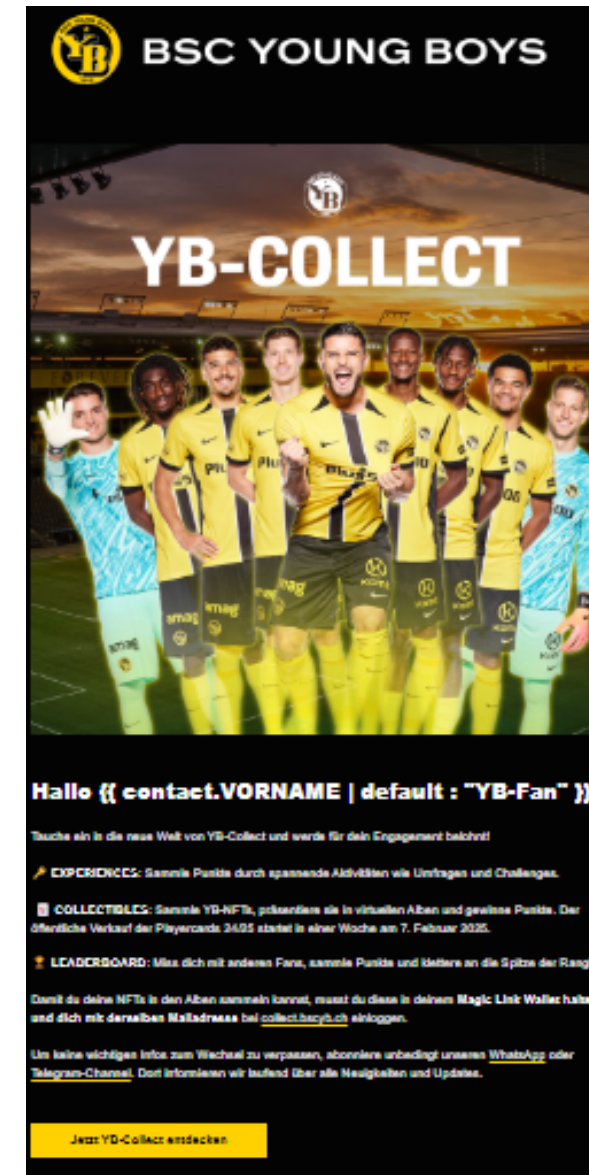 BSC YOUNG BOYS
YB
YB-COLLECT
Plus500
Hallo {{ contact.VORNAME | default : "YB-Fan" }}
Tauche ein in die neue Welt von YB-Collect und werde für dein Engagement belohnt!
🔑 EXPERIENCES: Sammle Punkte durch spannende Aktivitäten wie Umfragen und Challenges.
COLLECTIBLES: Sammle YB-NFTs, präsentiere sie in virtuellen Alben und gewinne Punkte. Der
öffentliche Verkauf der Playercards 24/25 startet in einer Woche am 7. Februar 2025.
🏆 LEADERBOARD: Miss dich mit anderen Fans, sammle Punkte und klettere an die Spitze der Rang
Damit du deine NFTs in den Alben sammeln kannst, musst du diese in deinem Magic Link Wallet habe
und dich mit derselben Mailadresse bei collect.bscyb.ch einloggen.
Um keine wichtigen Infos zum Wechsel zu verpassen, abonniere unbedingt unseren WhatsApp oder
Telegram-Channel. Dort informieren wir laufend über alle Neuigkeiten und Updates.
Jetzt YB-Collect entdecken